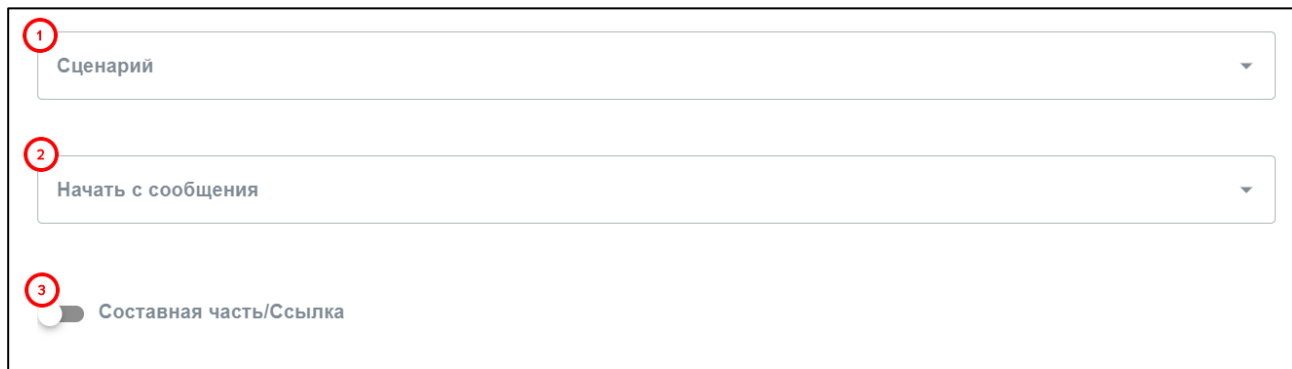 1
Сценарий
2
Начать с сообщения
3
Составная часть/Ссылка